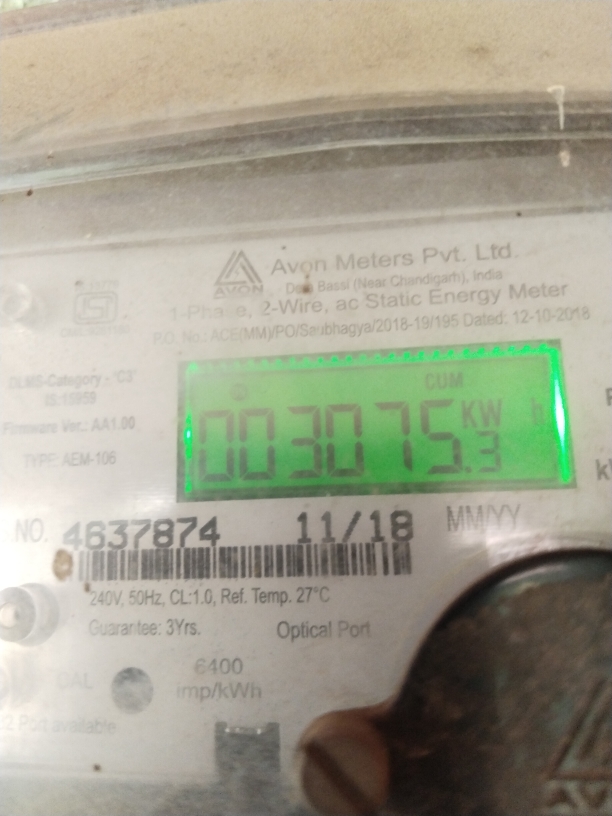 Avon Meters Pvt. Ltd.
AVON
Bassi (Near Chandigarh), India
2-Wire, ac Static Energy Meter
P.O. No.: ACE(MM)/PO/Saubhagya/2018-19/195 Dated: 12-10-2018
DLMS-Category - 'C3'
IS:15959
Firmware Ver.: AA1.00
TYPE: AEM-106
CUM
003075.3 KW h
NO. 4637874 11/18 MM/YY
240V, 50Hz, CL:1.0, Ref. Temp. 27°C
Guarantee: 3Yrs. Optical Port
CAL 6400
imp/kWh
Port available